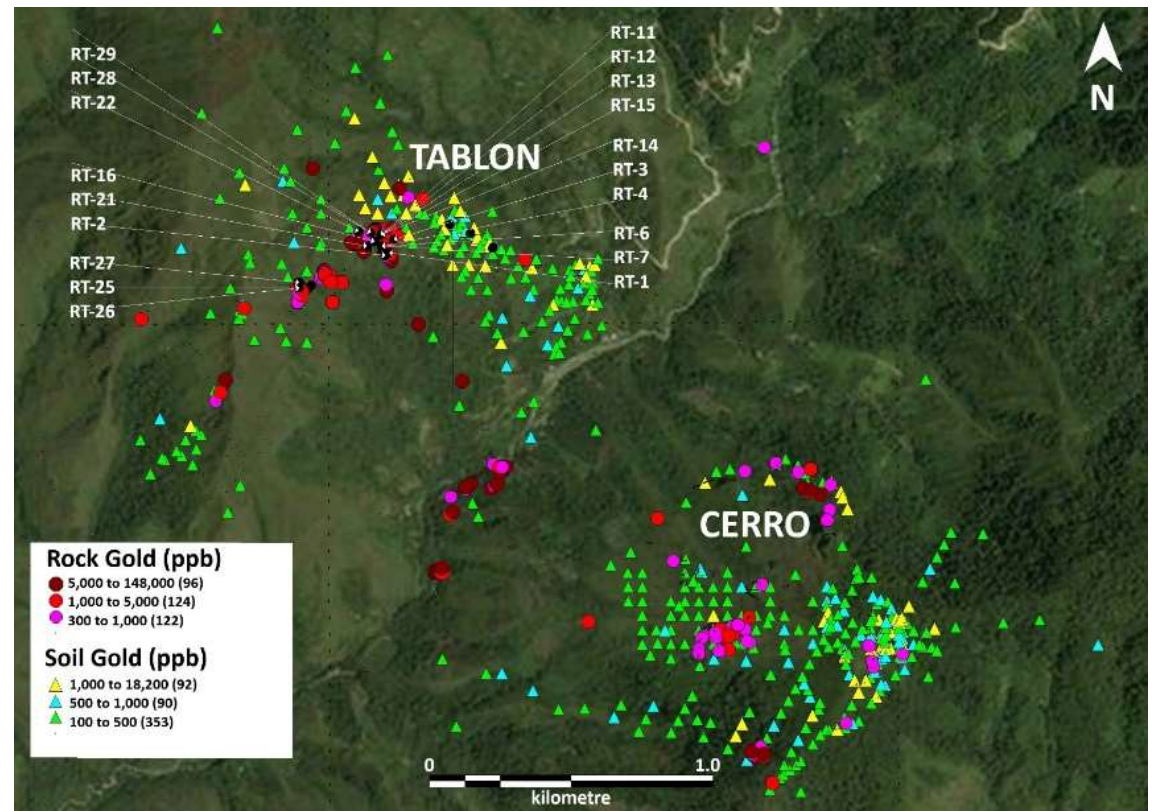 RT-29
RT-28
RT-22
RT-16
RT-21
RT-2
RT-27
RT-25
RT-26
RT-11
RT-12
RT-13
RT-15
RT-14
RT-3
RT-4
RT-6
RT-7
RT-1
N
TABLON
CERRO
Rock Gold (ppb)
5,000 to 148,000 (96)
1,000 to 5,000 (124)
300 to 1,000 (122)
Soil Gold (ppb)
1,000 to 18,200 (92)
500 to 1,000 (90)
100 to 500 (353)
0 1.0
kilometre